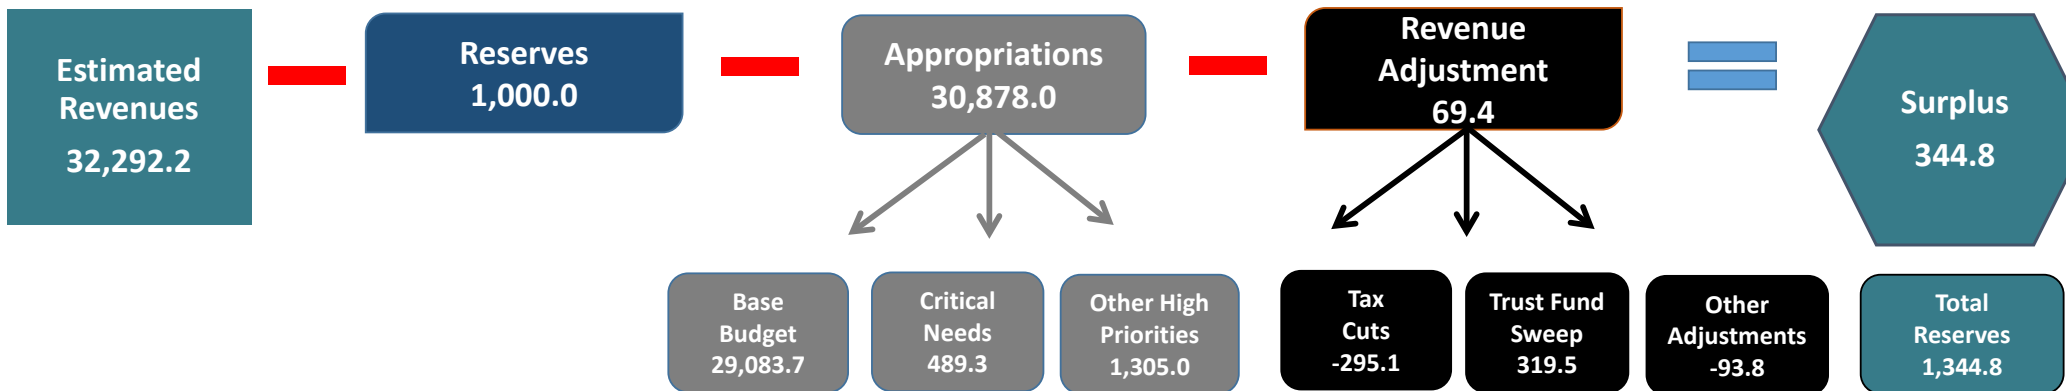 Estimated
Revenues
32,292.2
Reserves
1,000.0
Appropriations
30,878.0
Revenue
Adjustment
69.4
Surplus
344.8
Base
Budget
29,083.7
Critical
Needs
489.3
Other High
Priorities
1,305.0
Tax
Cuts
-295.1
Trust Fund
Sweep
319.5
Other
Adjustments
-93.8
Total
Reserves
1,344.8